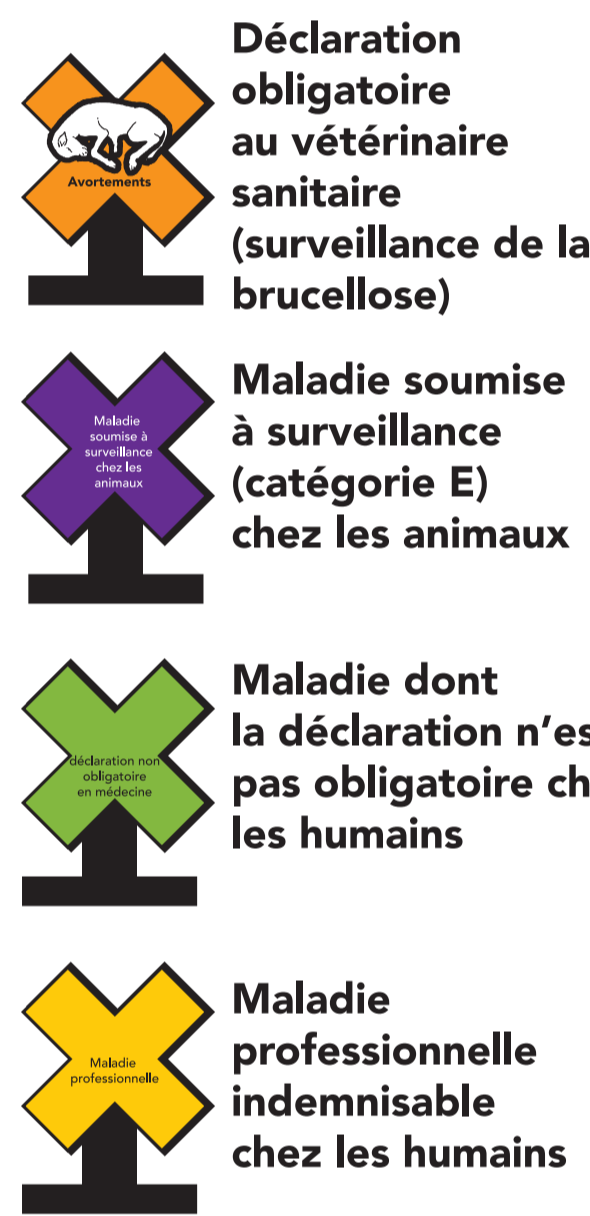 Avortements
Déclaration
obligatoire
au vétérinaire
sanitaire
(surveillance de la
brucellose)
Maladie
soumise à
surveillance
chez les
animaux
Maladie soumise
à surveillance
(catégorie E)
chez les animaux
déclaration non
obligatoire
en médecine
Maladie dont
la déclaration n'es
pas obligatoire ch
les humains
Maladie
professionnelle
Maladie
professionnelle
indemnisable
chez les humains